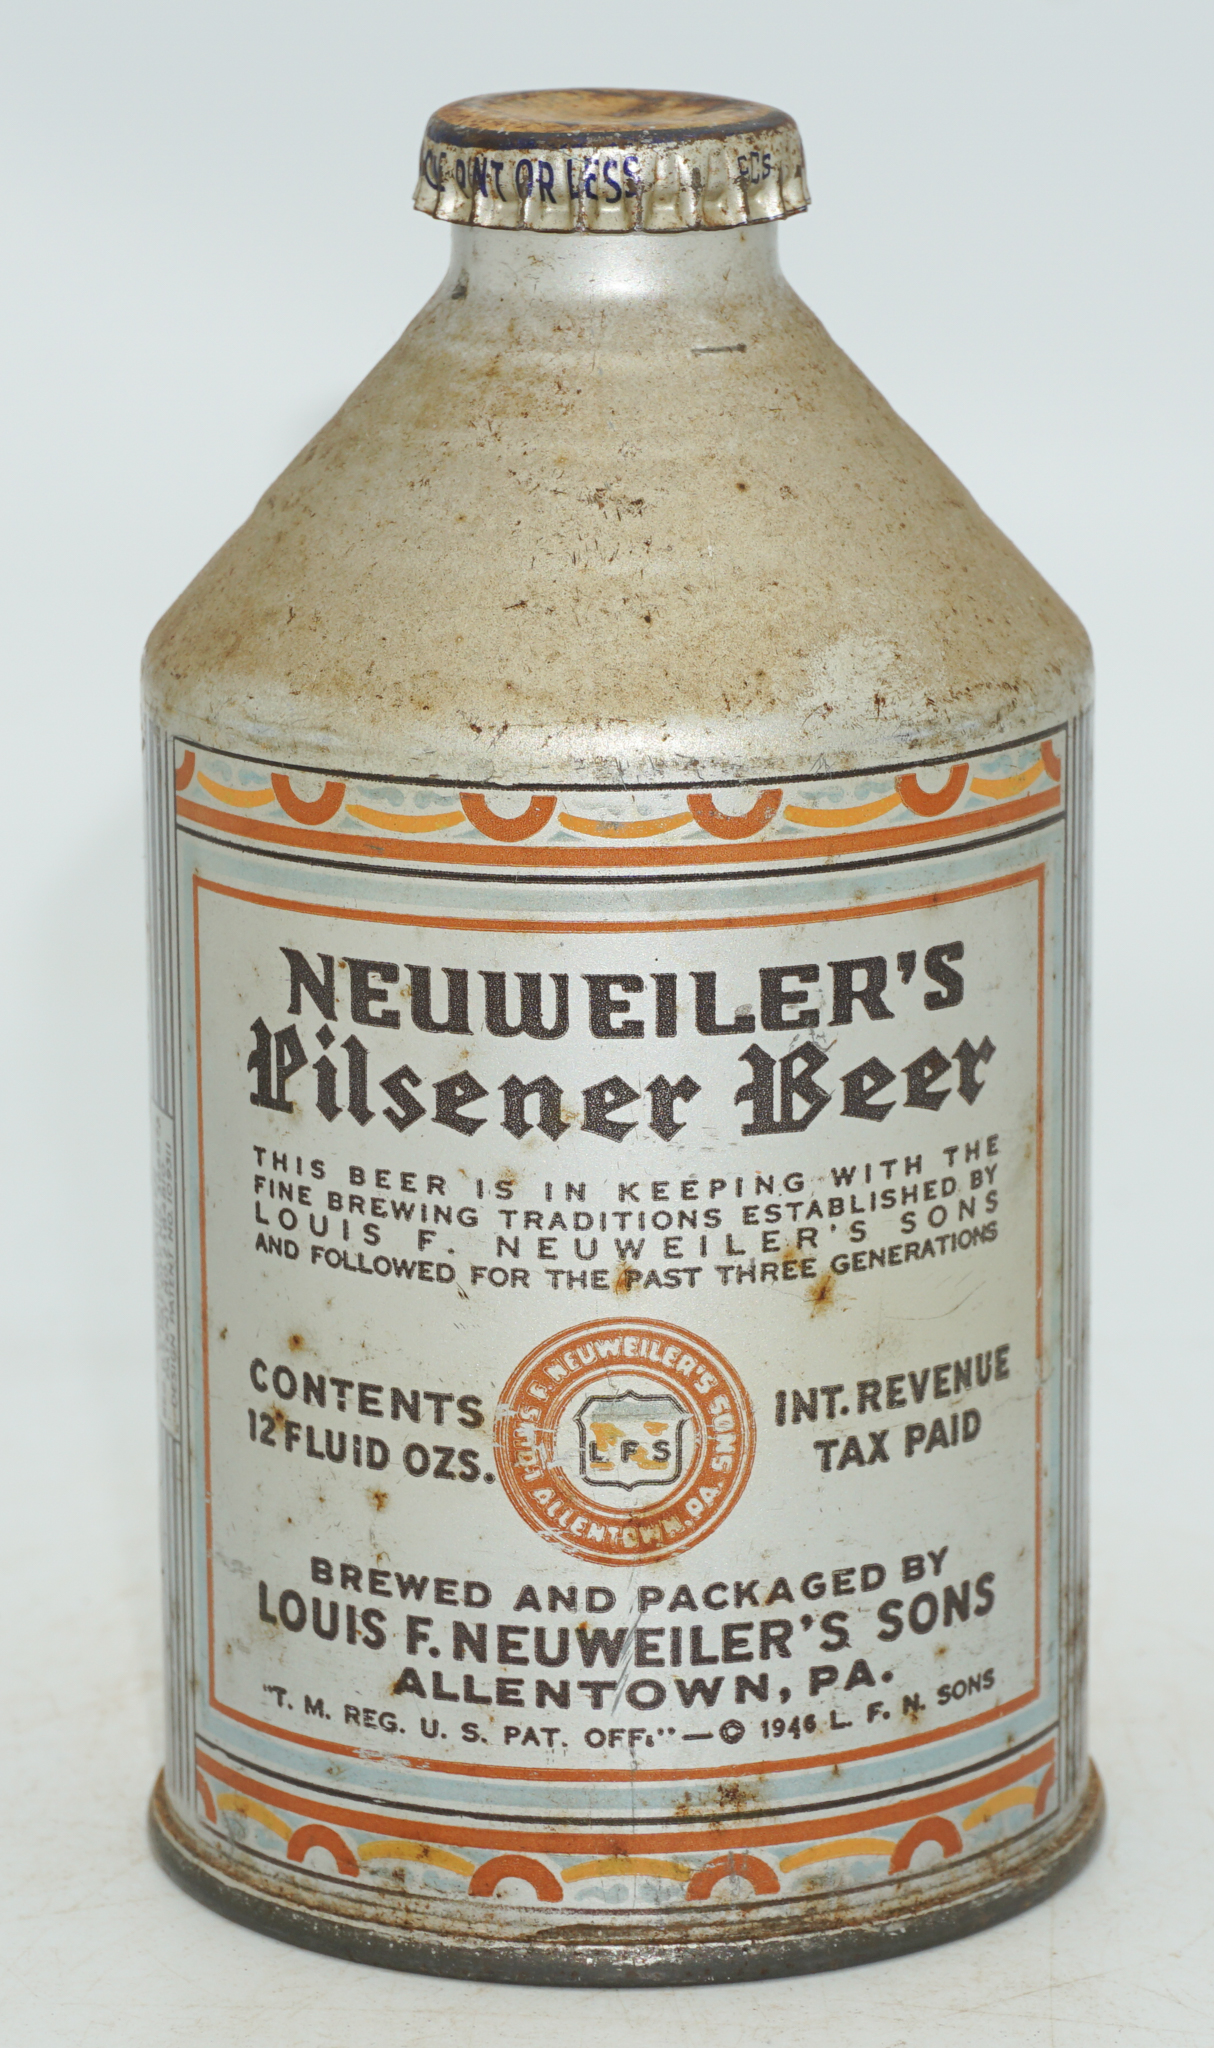 PINT OR LESS
NEUWEILER'S
Pilsener Beer
THIS BEER IS IN KEEPING WITH THE
FINE BREWING TRADITIONS ESTABLISHED BY
LOUIS F. NEUWEILER'S SONS
AND FOLLOWED FOR THE PAST THREE GENERATIONS
CONTENTS
12 FLUID OZS.
LOUIS F. NEUWEILER'S SONS
ALLENTOWN, PA.
L F S
INT. REVENUE
TAX PAID
BREWED AND PACKAGED BY
LOUIS F. NEUWEILER'S SONS
ALLENTOWN, PA.
"T. M. REG. U. S. PAT. OFF." — © 1946 L. F. N. SONS